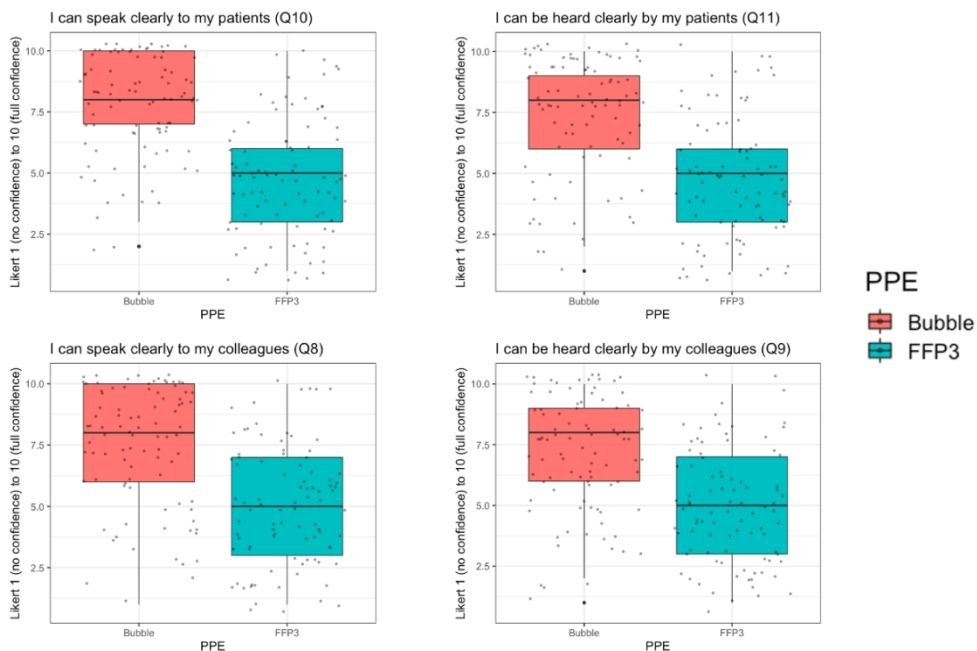 I can speak clearly to my patients (Q10)
Likert 1 (no confidence) to 10 (full confidence)
10.0
7.5
5.0
2.5
Bubble
FFP3
PPE
I can be heard clearly by my patients (Q11)
Likert 1 (no confidence) to 10 (full confidence)
10.0
7.5
5.0
2.5
Bubble
FFP3
PPE
I can speak clearly to my colleagues (Q8)
Likert 1 (no confidence) to 10 (full confidence)
10.0
7.5
5.0
2.5
Bubble
FFP3
PPE
I can be heard clearly by my colleagues (Q9)
Likert 1 (no confidence) to 10 (full confidence)
10.0
7.5
5.0
2.5
Bubble
FFP3
PPE
PPE
Bubble
FFP3